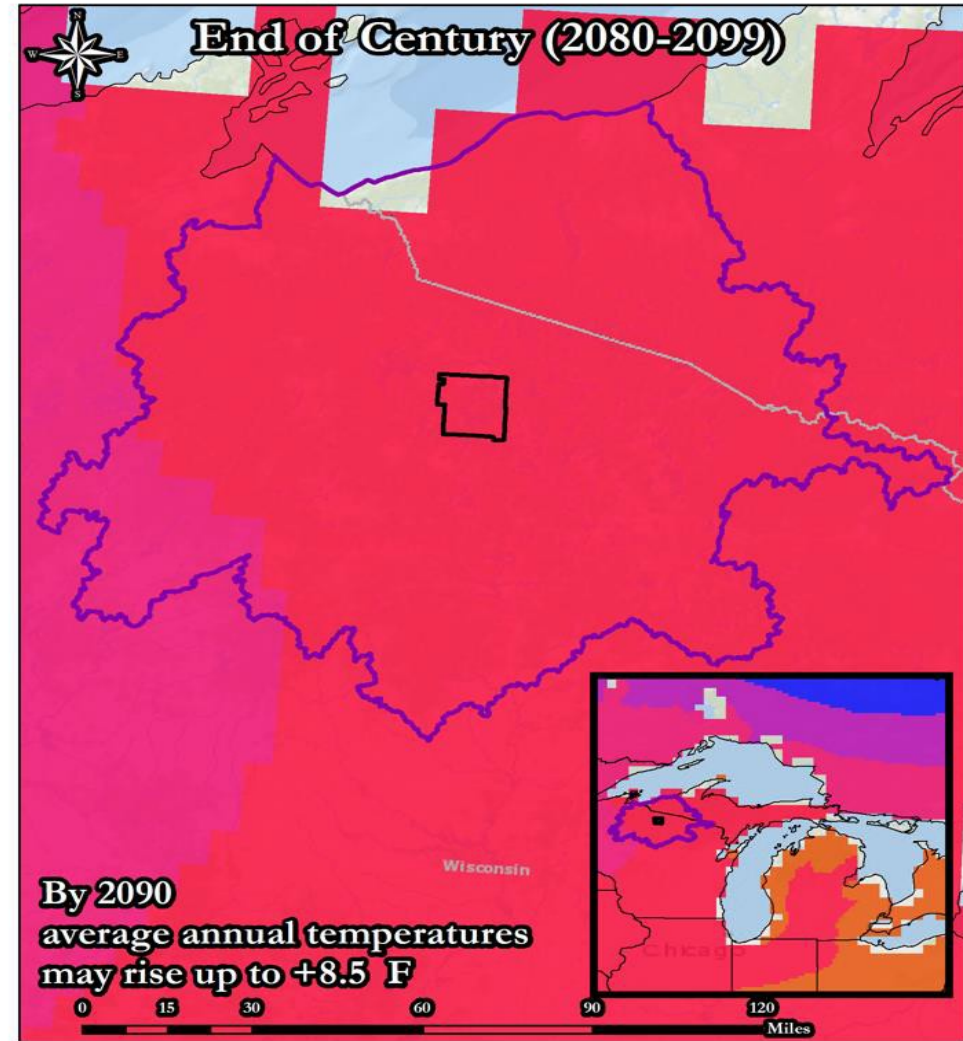 End of Century (2080-2099)
N
W E
S
Wisconsin
Chicago
By 2090
average annual temperatures
may rise up to +8.5 F
0 15 30 60 90 120
Miles